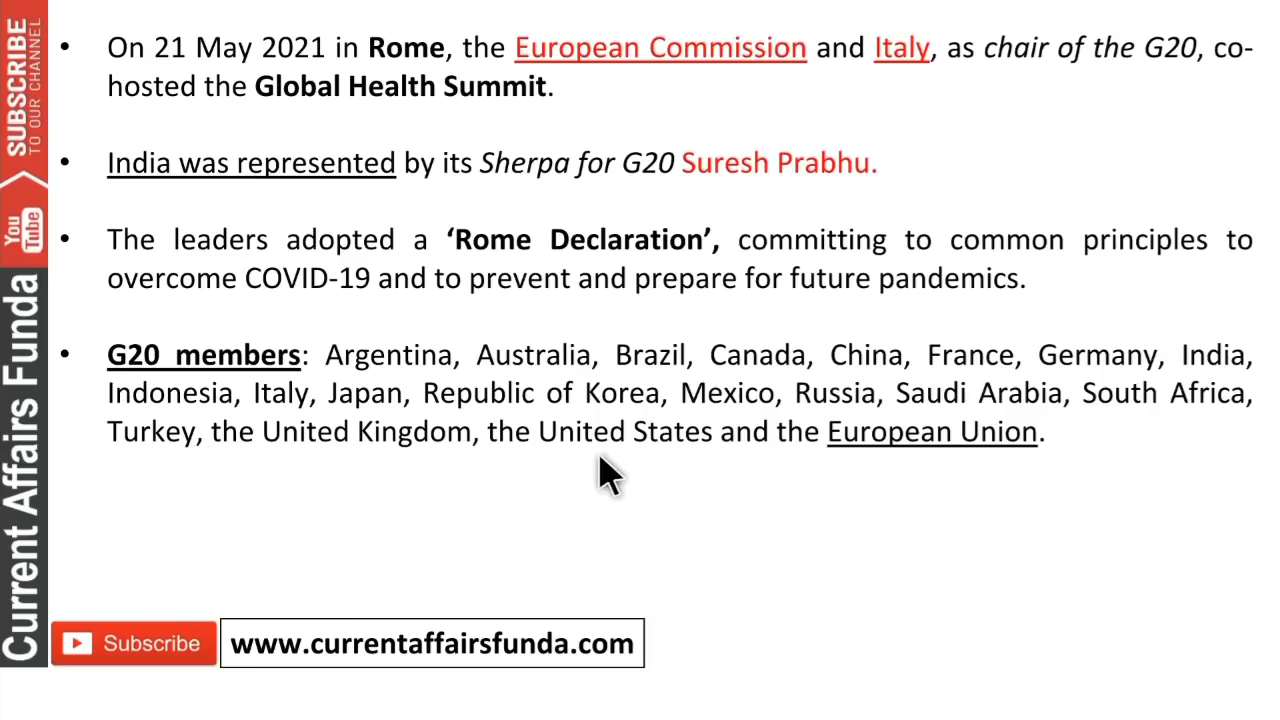 • On 21 May 2021 in Rome, the European Commission and Italy, as chair of the G20, co-
hosted the Global Health Summit.
• India was represented by its Sherpa for G20 Suresh Prabhu.
• The leaders adopted a ‘Rome Declaration’, committing to common principles to
overcome COVID-19 and to prevent and prepare for future pandemics.
• G20 members: Argentina, Australia, Brazil, Canada, China, France, Germany, India,
Indonesia, Italy, Japan, Republic of Korea, Mexico, Russia, Saudi Arabia, South Africa,
Turkey, the United Kingdom, the United States and the European Union.
SUBSCRIBE
TO OUR CHANNEL
You
Tube
Current Affairs Funda
Subscribe
www.currentaffairsfunda.com